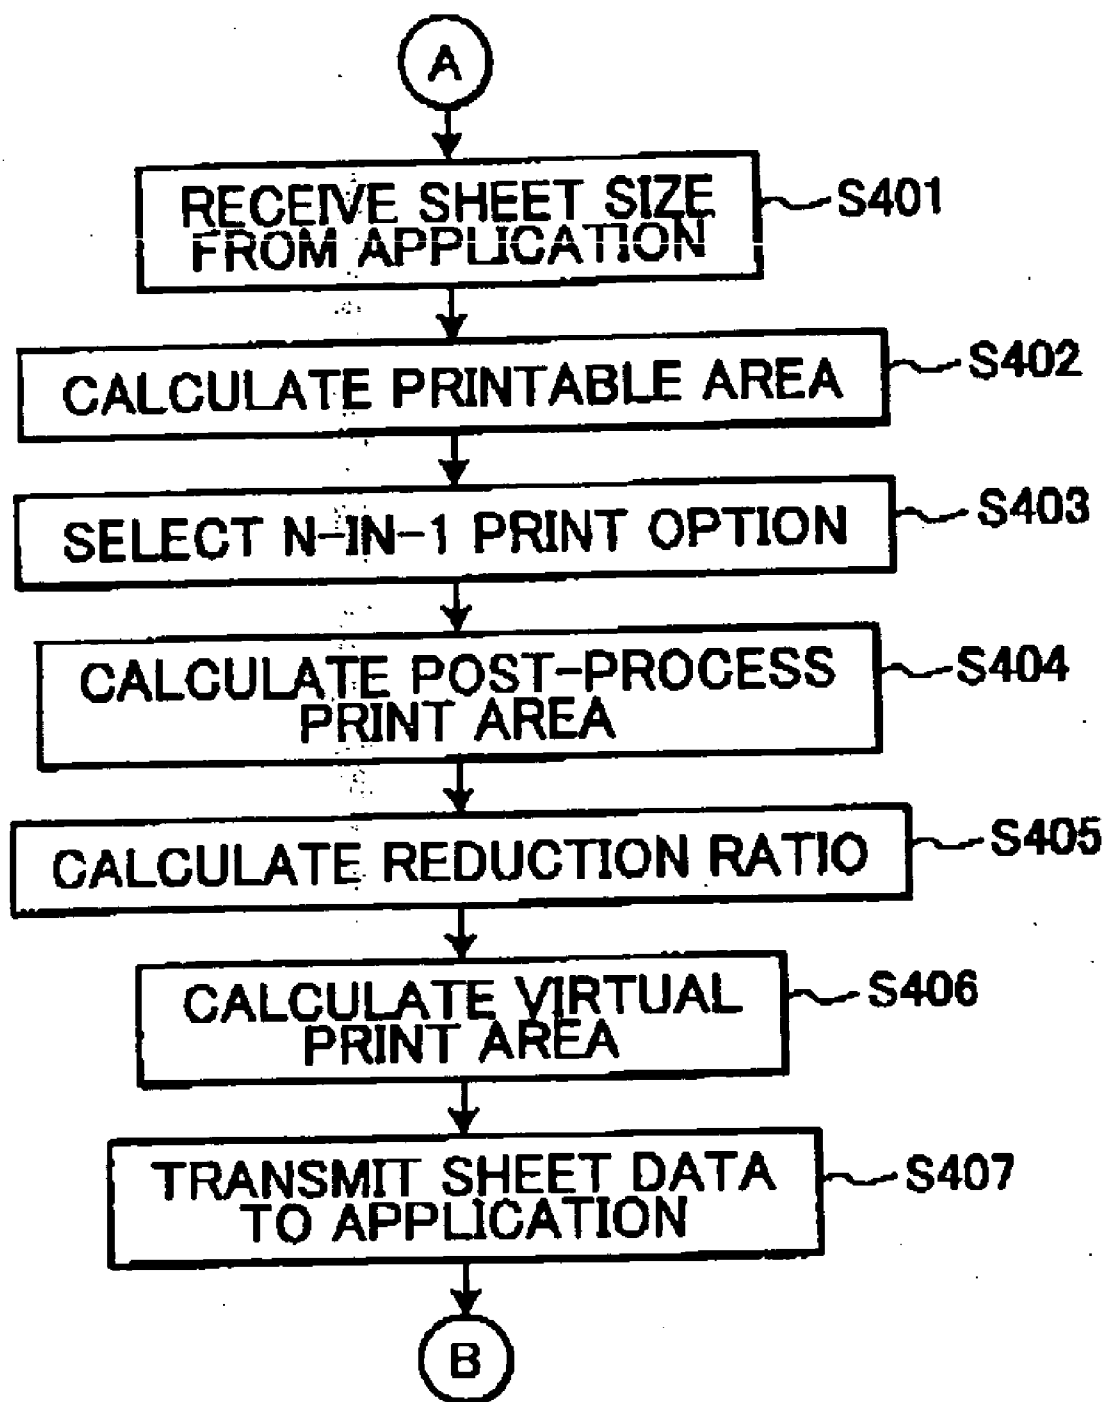 A
RECEIVE SHEET SIZE
FROM APPLICATION
S401
CALCULATE PRINTABLE AREA
S402
SELECT N-IN-1 PRINT OPTION
S403
CALCULATE POST-PROCESS
PRINT AREA
S404
CALCULATE REDUCTION RATIO
S405
CALCULATE VIRTUAL
PRINT AREA
S406
TRANSMIT SHEET DATA
TO APPLICATION
S407
B